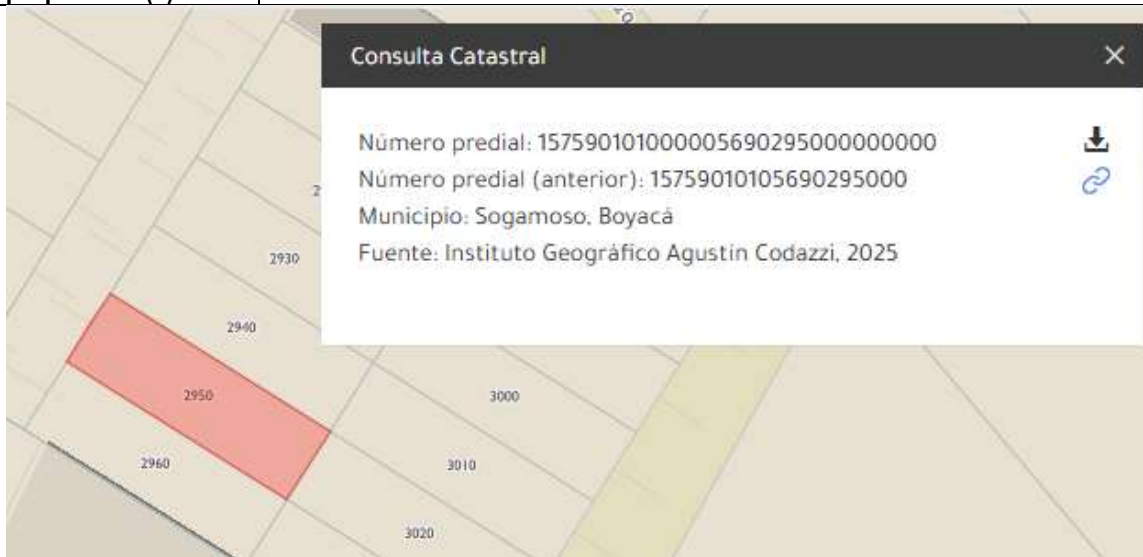 Consulta Catastral
Número predial: 157590101000005690295000000000
Número predial (anterior): 15759010105690295000
Municipio: Sogamoso, Boyacá
Fuente: Instituto Geográfico Agustín Codazzi, 2025
2930
2940
2950
3000
2960
3010
3020